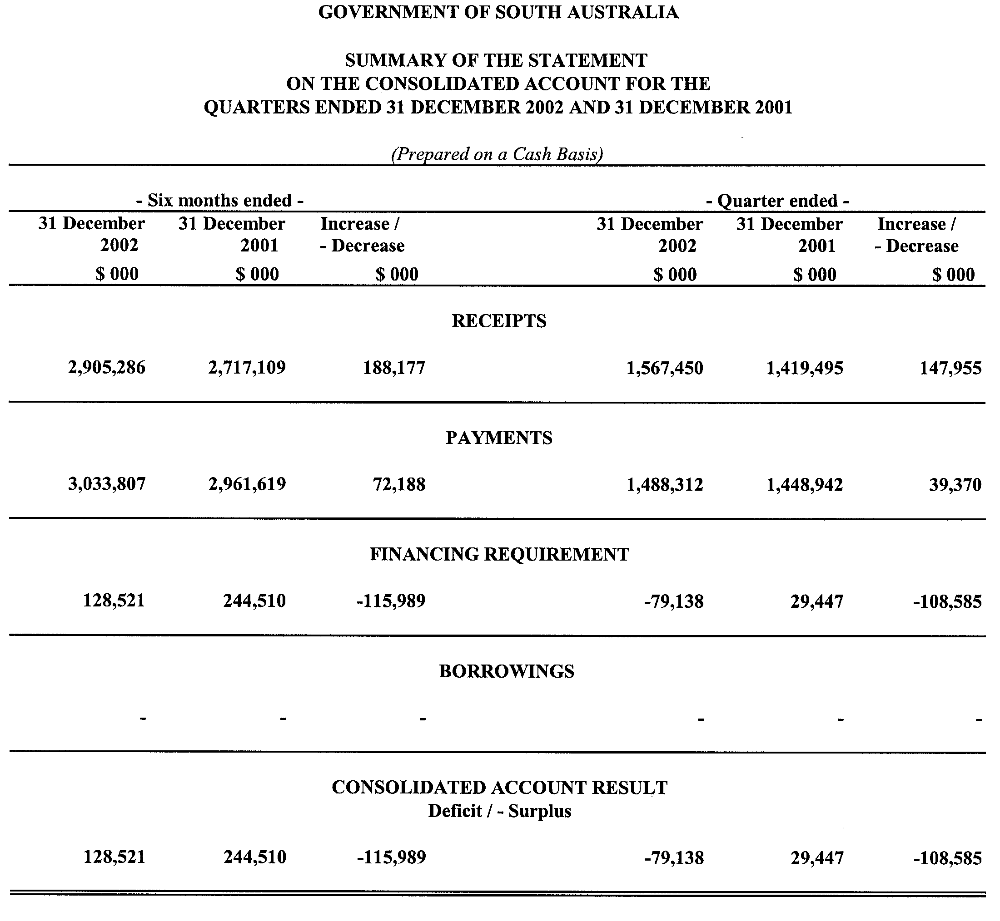 GOVERNMENT OF SOUTH AUSTRALIA
SUMMARY OF THE STATEMENT
ON THE CONSOLIDATED ACCOUNT FOR THE
QUARTERS ENDED 31 DECEMBER 2002 AND 31 DECEMBER 2001
(Prepared on a Cash Basis)
- Six months ended - - Quarter ended -
31 December 31 December Increase / 31 December 31 December Increase /
2002 2001 - Decrease 2002 2001 - Decrease
$ 000 $ 000 $ 000 $ 000 $ 000 $ 000
RECEIPTS
2,905,286 2,717,109 188,177 1,567,450 1,419,495 147,955
PAYMENTS
3,033,807 2,961,619 72,188 1,488,312 1,448,942 39,370
FINANCING REQUIREMENT
128,521 244,510 -115,989 -79,138 29,447 -108,585
BORROWINGS
- - - - - -
CONSOLIDATED ACCOUNT RESULT
Deficit / - Surplus
128,521 244,510 -115,989 -79,138 29,447 -108,585